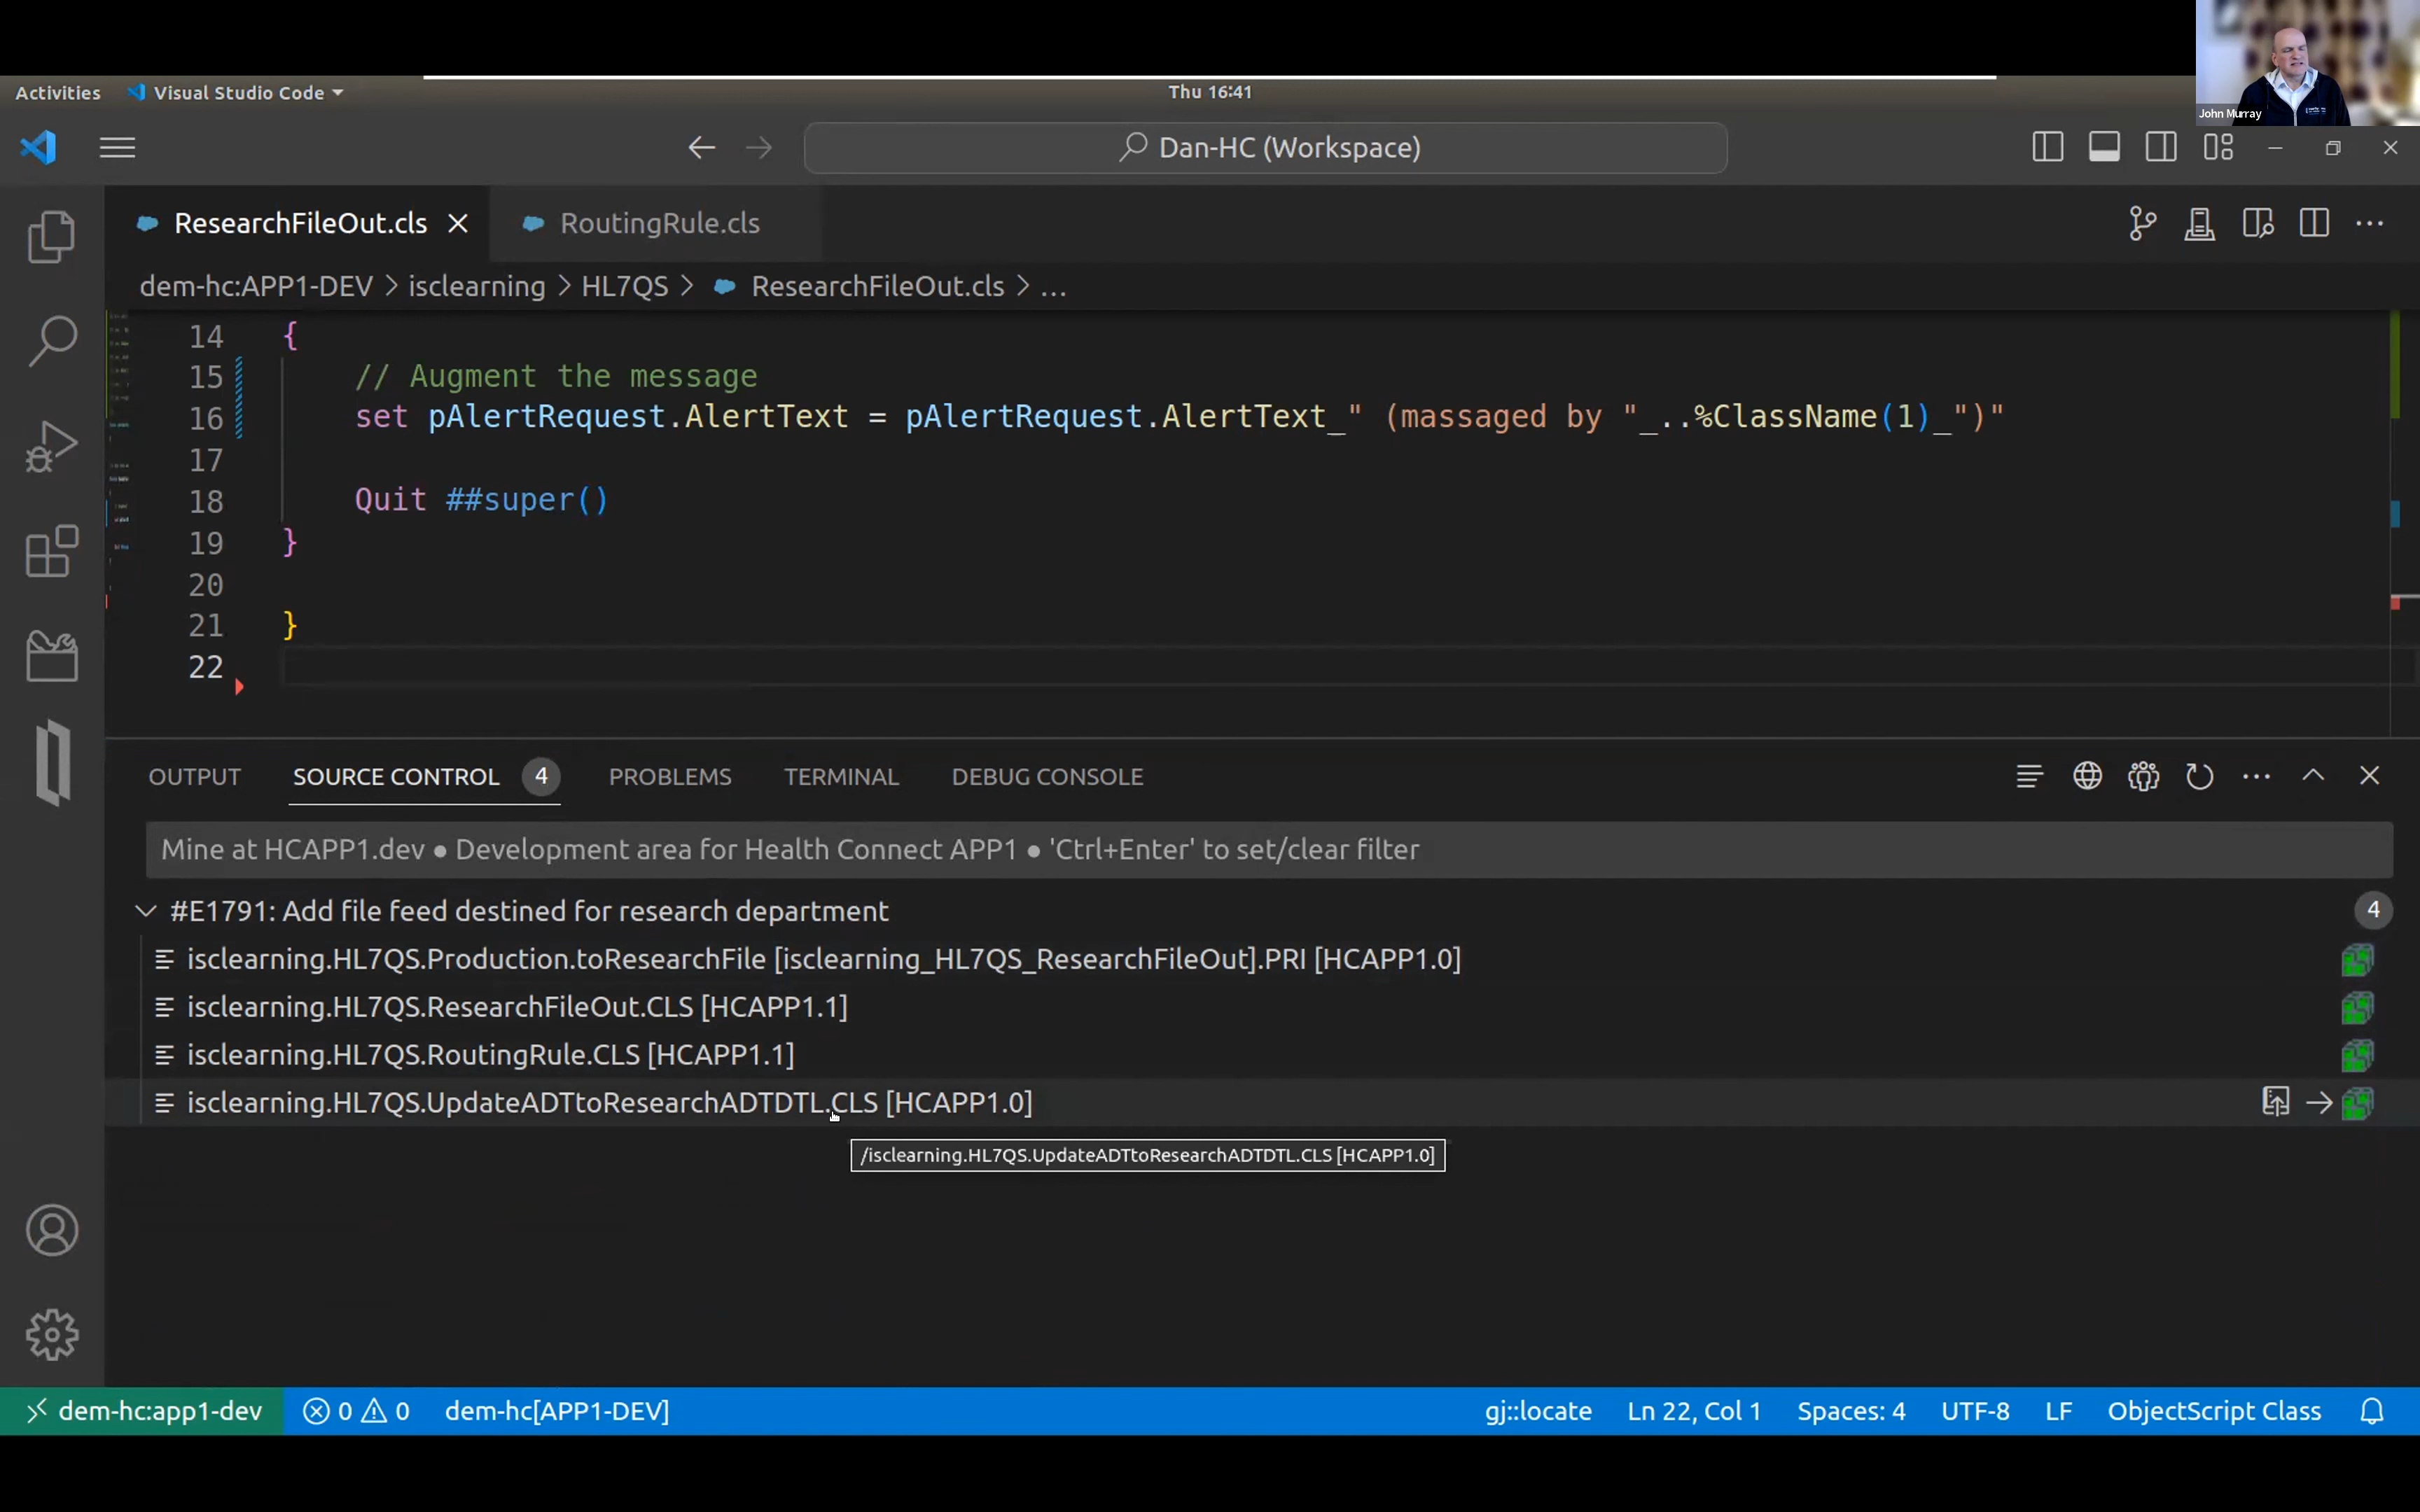 John Murray
Activities Visual Studio Code Thu 16:41
Dan-HC (Workspace)
ResearchFileOut.cls RoutingRule.cls
dem-hc:APP1-DEV > isclearning > HL7QS > ResearchFileOut.cls > ...
14 {
15 // Augment the message
16 set pAlertRequest.AlertText = pAlertRequest.AlertText_" (massaged by "_..%ClassName(1)_")"
17
18 Quit ##super()
19 }
20
21 }
22
OUTPUT SOURCE CONTROL 4 PROBLEMS TERMINAL DEBUG CONSOLE
Mine at HCAPP1.dev ● Development area for Health Connect APP1 ● 'Ctrl+Enter' to set/clear filter
#E1791: Add file feed destined for research department 4
isclearning.HL7QS.Production.toResearchFile [isclearning_HL7QS_ResearchFileOut].PRI [HCAPP1.0]
isclearning.HL7QS.ResearchFileOut.CLS [HCAPP1.1]
isclearning.HL7QS.RoutingRule.CLS [HCAPP1.1]
isclearning.HL7QS.UpdateADTtoResearchADTDTL.CLS [HCAPP1.0]
/isclearning.HL7QS.UpdateADTtoResearchADTDTL.CLS [HCAPP1.0]
dem-hc:app1-dev 0 0 dem-hc[APP1-DEV] gj::locate Ln 22, Col 1 Spaces: 4 UTF-8 LF ObjectScript Class